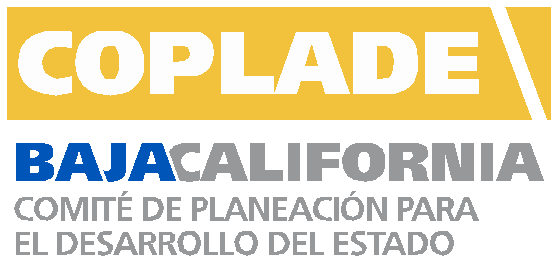 COPLADE
BAJACALIFORNIA
COMITÉ DE PLANEACIÓN PARA
EL DESARROLLO DEL ESTADO